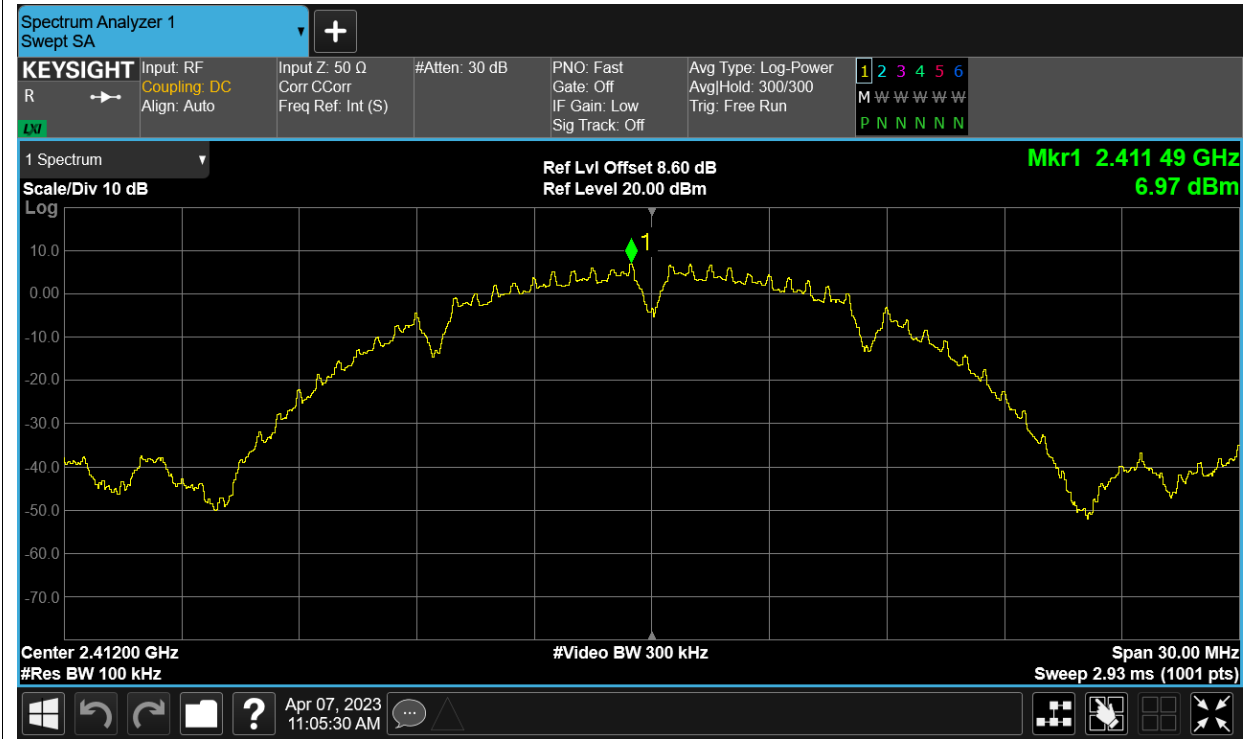 Spectrum Analyzer 1
Swept SA
KEYSIGHT
R
LXI
Input: RF
Coupling: DC
Align: Auto
Input Z: 50 Ω
Corr CCorr
Freq Ref: Int (S)
#Atten: 30 dB
PNO: Fast
Gate: Off
IF Gain: Low
Sig Track: Off
Avg Type: Log-Power
Avg|Hold: 300/300
Trig: Free Run
1 2 3 4 5 6
M W W W W W
P N N N N N
1 Spectrum
Scale/Div 10 dB
Ref Lvl Offset 8.60 dB
Ref Level 20.00 dBm
Mkr1 2.411 49 GHz
6.97 dBm
Log
1
10.0
0.00
-10.0
-20.0
-30.0
-40.0
-50.0
-60.0
-70.0
Center 2.41200 GHz
#Video BW 300 kHz
Span 30.00 MHz
#Res BW 100 kHz
Sweep 2.93 ms (1001 pts)
?
Apr 07, 2023
11:05:30 AM